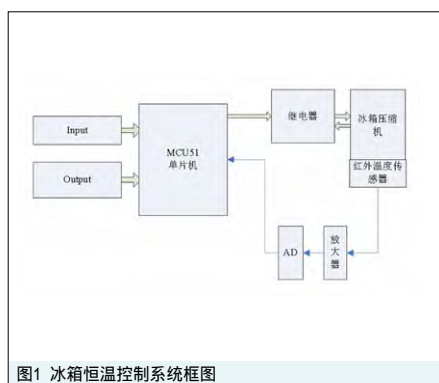 继电器
冰箱压缩
机
Input
MCU51
单片机
Output
红外温度传
感器
AD
放
大
器
图1 冰箱恒温控制系统框图